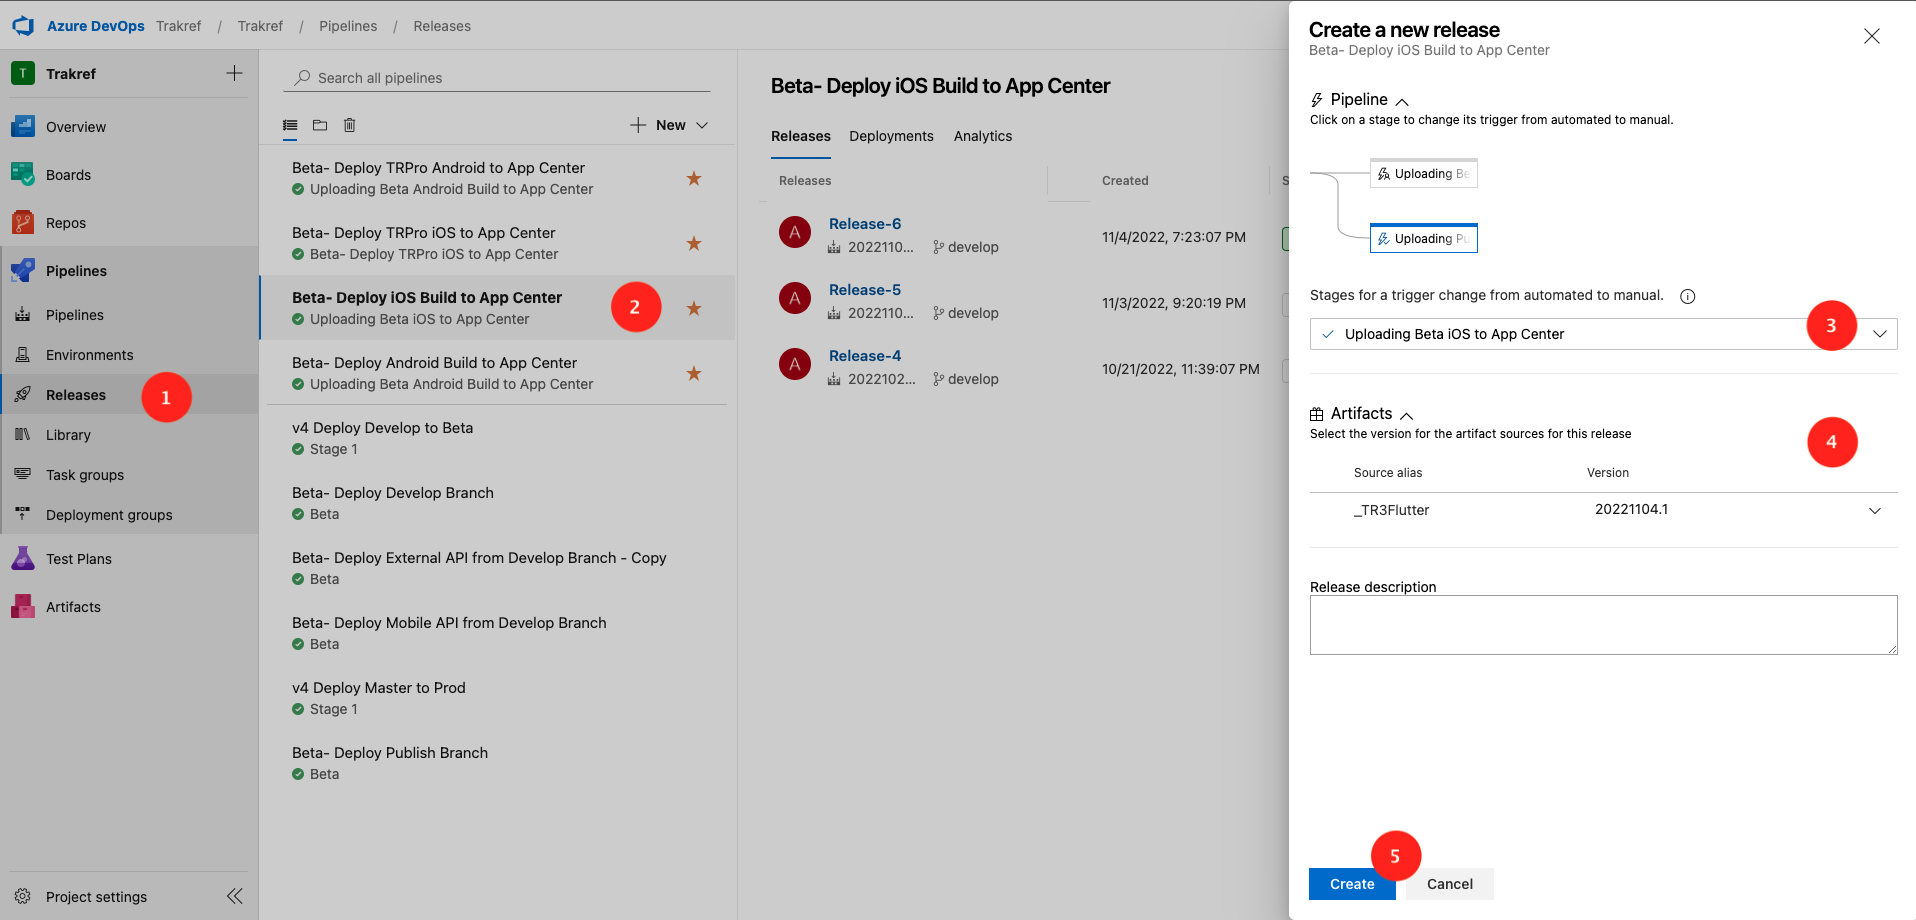 Azure DevOps Trakref / Trakref / Pipelines / Releases
T Trakref
Overview
Boards
Repos
Pipelines
Pipelines
Environments
Releases
1
Library
Task groups
Deployment groups
Test Plans
Artifacts
Project settings
Search all pipelines
New
Beta- Deploy TRPro Android to App Center
Uploading Beta Android Build to App Center
Beta- Deploy TRPro iOS to App Center
Beta- Deploy TRPro iOS to App Center
Beta- Deploy iOS Build to App Center
Uploading Beta iOS to App Center
2
Beta- Deploy Android Build to App Center
Uploading Beta Android Build to App Center
v4 Deploy Develop to Beta
Stage 1
Beta- Deploy Develop Branch
Beta
Beta- Deploy External API from Develop Branch - Copy
Beta
Beta- Deploy Mobile API from Develop Branch
Beta
v4 Deploy Master to Prod
Stage 1
Beta- Deploy Publish Branch
Beta
Beta- Deploy iOS Build to App Center
Releases Deployments Analytics
Releases Created S
A Release-6 11/4/2022, 7:23:07 PM
2022110... develop
A Release-5 11/3/2022, 9:20:19 PM
2022110... develop
A Release-4 10/21/2022, 11:39:07 PM
2022102... develop
Create a new release
Beta- Deploy iOS Build to App Center
Pipeline
Click on a stage to change its trigger from automated to manual.
Uploading Be
Uploading Pu
Stages for a trigger change from automated to manual.
Uploading Beta iOS to App Center
3
Artifacts
Select the version for the artifact sources for this release
4
Source alias Version
_TR3Flutter 20221104.1
Release description
5
Create Cancel